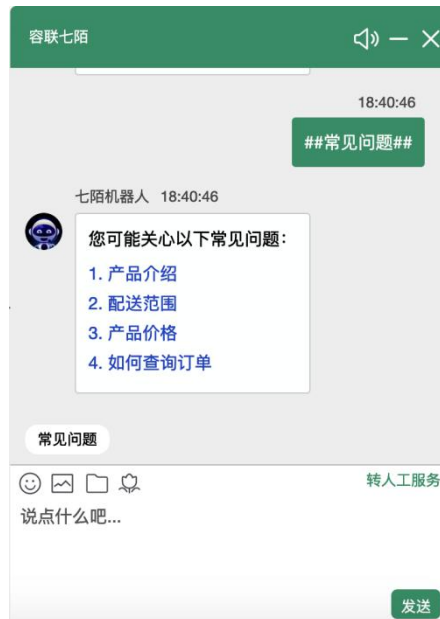 容联七陌
18:40:46
##常见问题##
七陌机器人 18:40:46
您可能关心以下常见问题：
1. 产品介绍
2. 配送范围
3. 产品价格
4. 如何查询订单
常见问题
转人工服务
说点什么吧...
发送